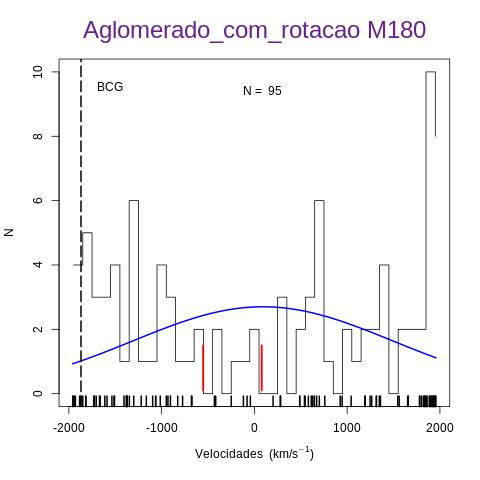 Aglomerado_com_rotacao M180
BCG
N = 95
10
8
6
4
2
0
N
-2000 -1000 0 1000 2000
Velocidades (km/s⁻¹)